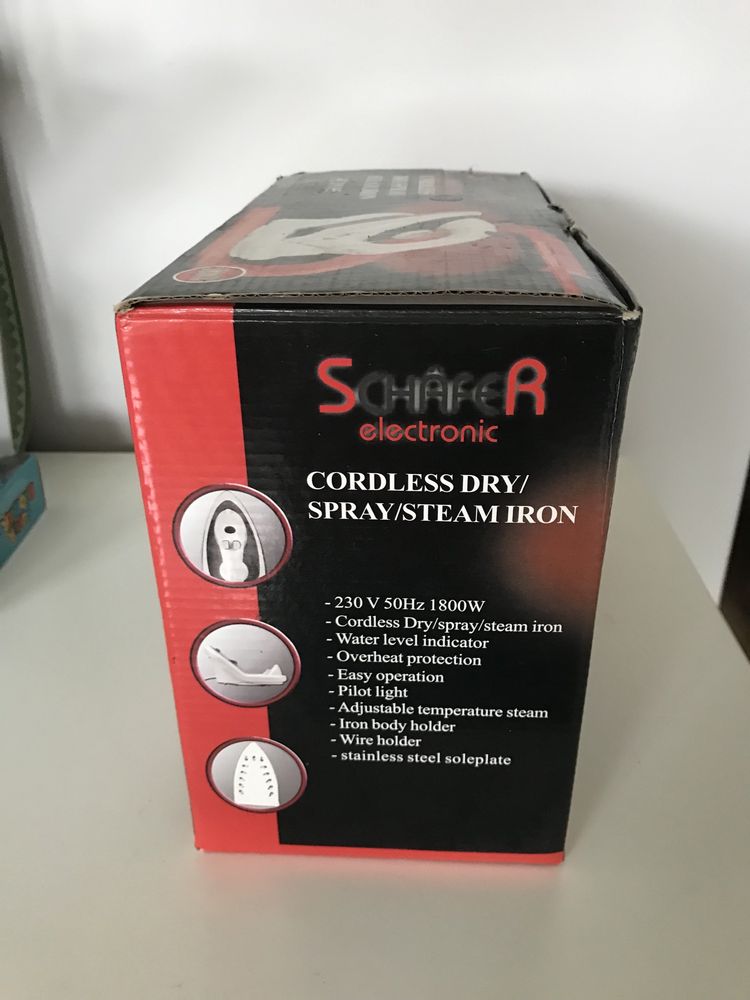 SCHÂFER
electronic
CORDLESS DRY/
SPRAY/STEAM IRON
- 230 V 50Hz 1800W
- Cordless Dry/spray/steam iron
- Water level indicator
- Overheat protection
- Easy operation
- Pilot light
- Adjustable temperature steam
- Iron body holder
- Wire holder
- stainless steel soleplate